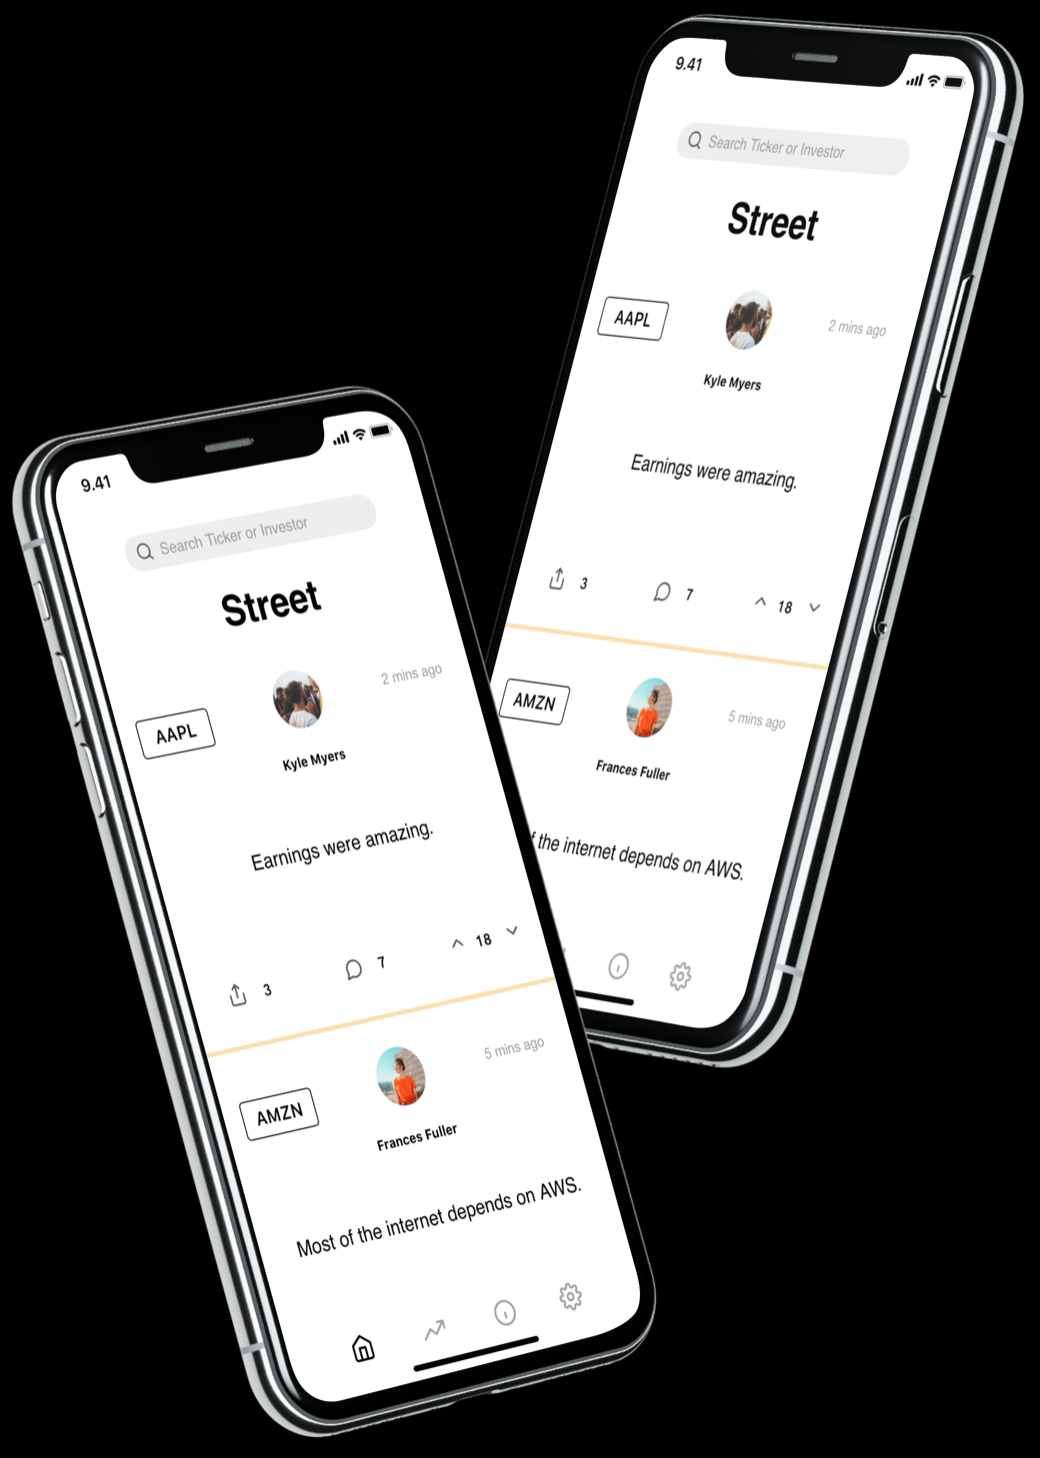 9.41
Search Ticker or Investor
Street
AAPL
2 mins ago
Kyle Myers
Earnings were amazing.
3
7
18
AMZN
5 mins ago
Frances Fuller
the internet depends on AWS.
9.41
Search Ticker or Investor
Street
2 mins ago
AAPL
Kyle Myers
Earnings were amazing.
3
7
18
5 mins ago
AMZN
Frances Fuller
Most of the internet depends on AWS.